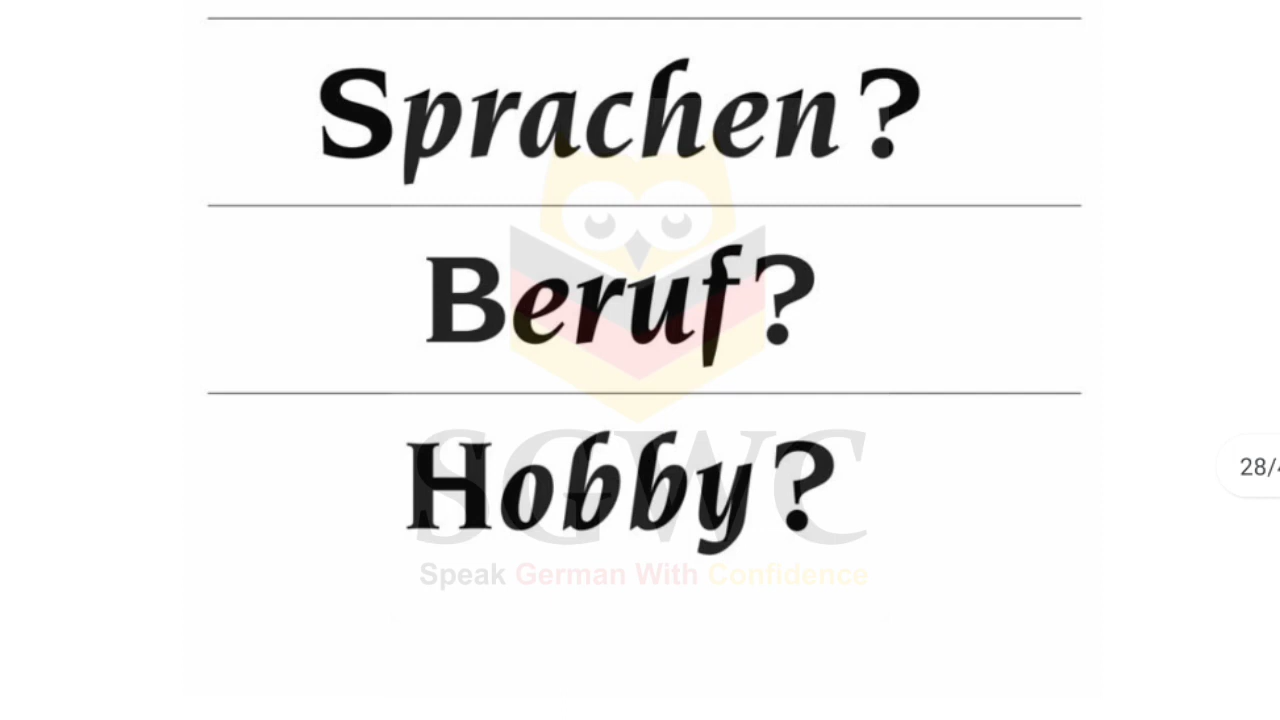 Sprachen?
Beruf?
Hobby?
SGWC
Speak German With Confidence
28/4